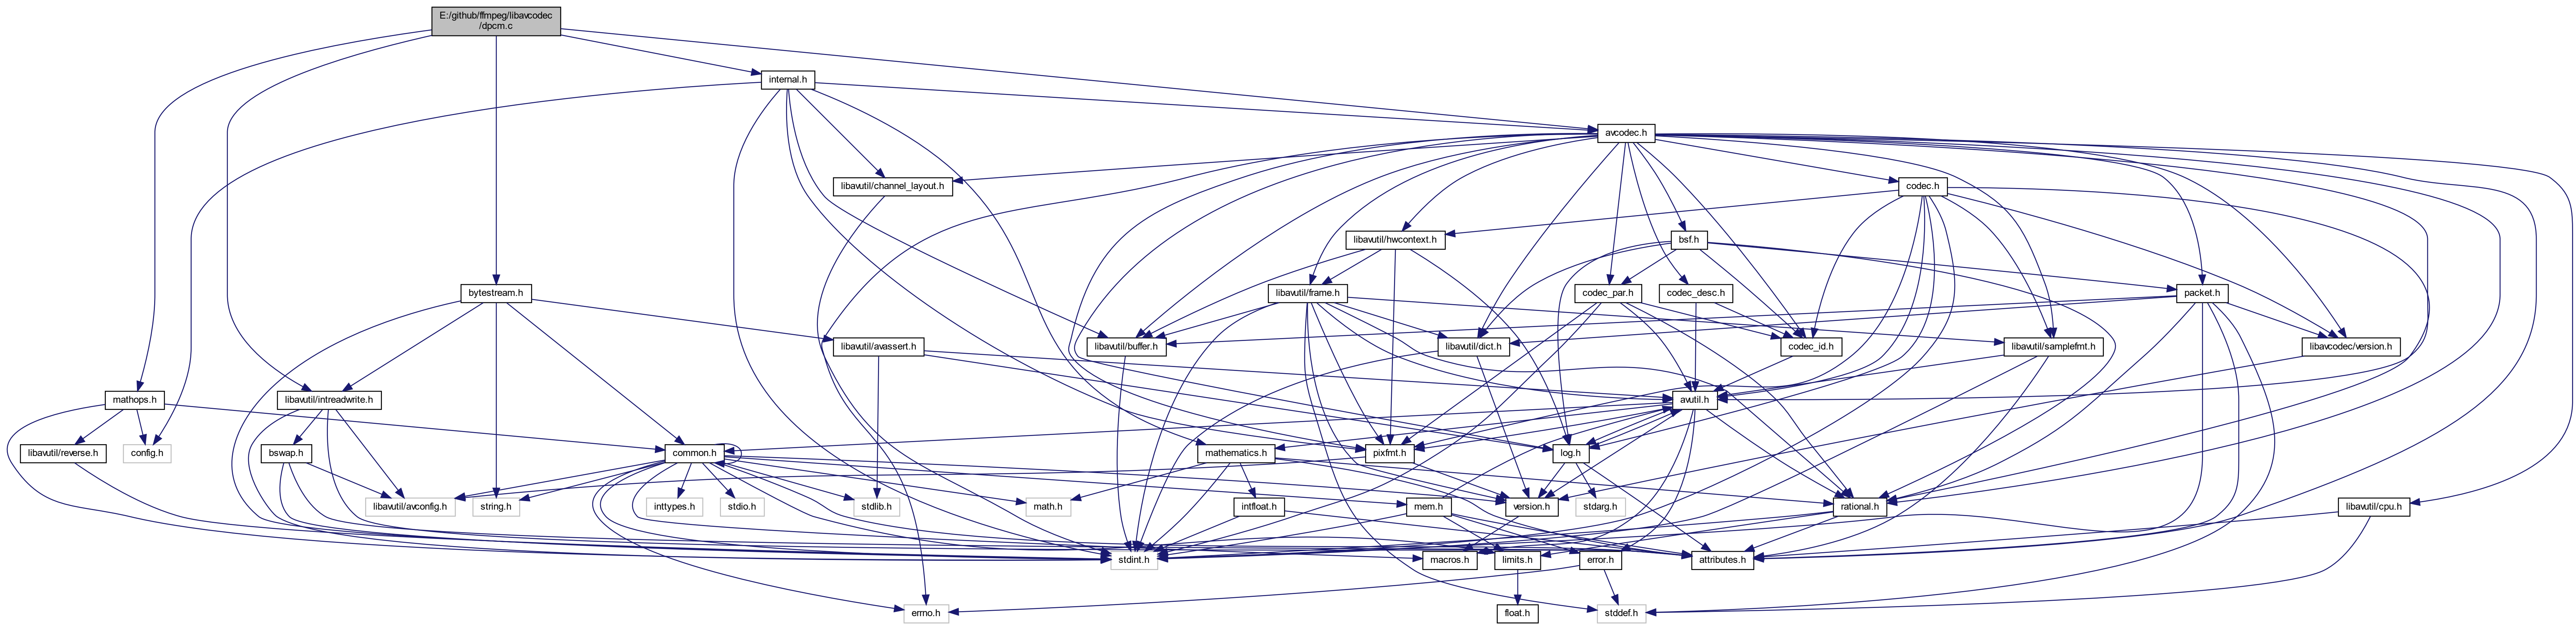 E:/github/ffmpeg/libavcodec
/dpcm.c
internal.h
avcodec.h
libavutil/channel_layout.h
codec.h
libavutil/hwcontext.h
bsf.h
bytestream.h
libavutil/frame.h
codec_par.h
codec_desc.h
packet.h
libavutil/avassert.h
libavutil/buffer.h
libavutil/dict.h
codec_id.h
libavutil/samplefmt.h
libavcodec/version.h
mathops.h
libavutil/intreadwrite.h
avutil.h
libavutil/reverse.h
config.h
bswap.h
common.h
mathematics.h
pixfmt.h
log.h
libavutil/avconfig.h
string.h
inttypes.h
stdio.h
stdlib.h
math.h
intfloat.h
mem.h
version.h
stdarg.h
rational.h
libavutil/cpu.h
stdint.h
macros.h
limits.h
error.h
attributes.h
errno.h
float.h
stddef.h